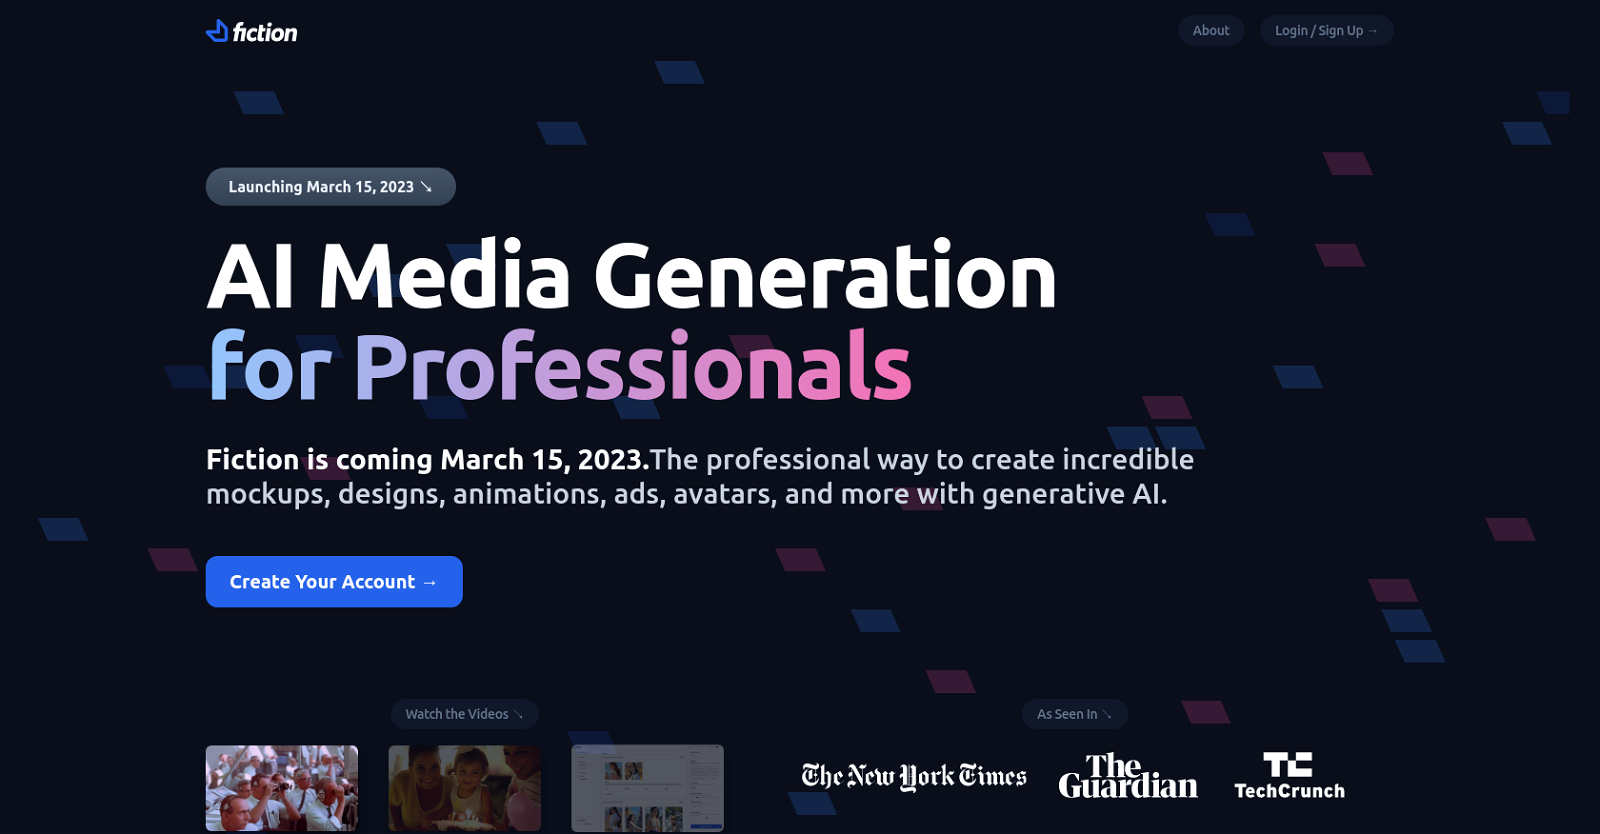 fiction
About
Login / Sign Up →
Launching March 15, 2023 ↘
AI Media Generation
for Professionals
Fiction is coming March 15, 2023.The professional way to create incredible
mockups, designs, animations, ads, avatars, and more with generative AI.
Create Your Account →
Watch the Videos ↘
As Seen In ↘
The New York Times
The
Guardian
TC
TechCrunch